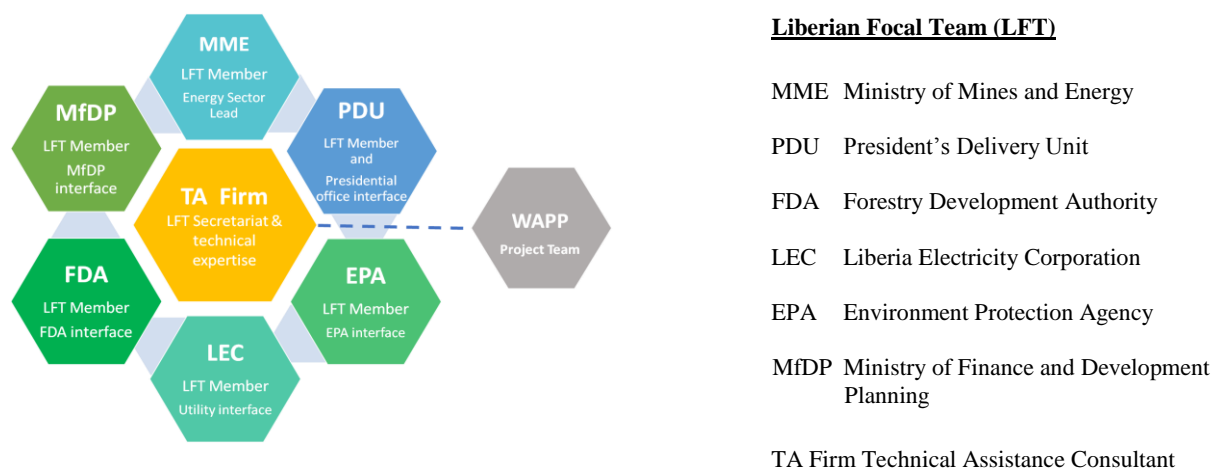 MME
LFT Member
Energy Sector
Lead
MfDP
LFT Member
MfDP
interface
PDU
LFT Member
and
Presidential
office interface
TA Firm
LFT Secretariat &
technical
expertise
WAPP
Project Team
FDA
LFT Member
FDA interface
EPA
LFT Member
EPA interface
LEC
LFT Member
Utility interface
Liberian Focal Team (LFT)
MME Ministry of Mines and Energy
PDU President’s Delivery Unit
FDA Forestry Development Authority
LEC Liberia Electricity Corporation
EPA Environment Protection Agency
MfDP Ministry of Finance and Development
Planning
TA Firm Technical Assistance Consultant